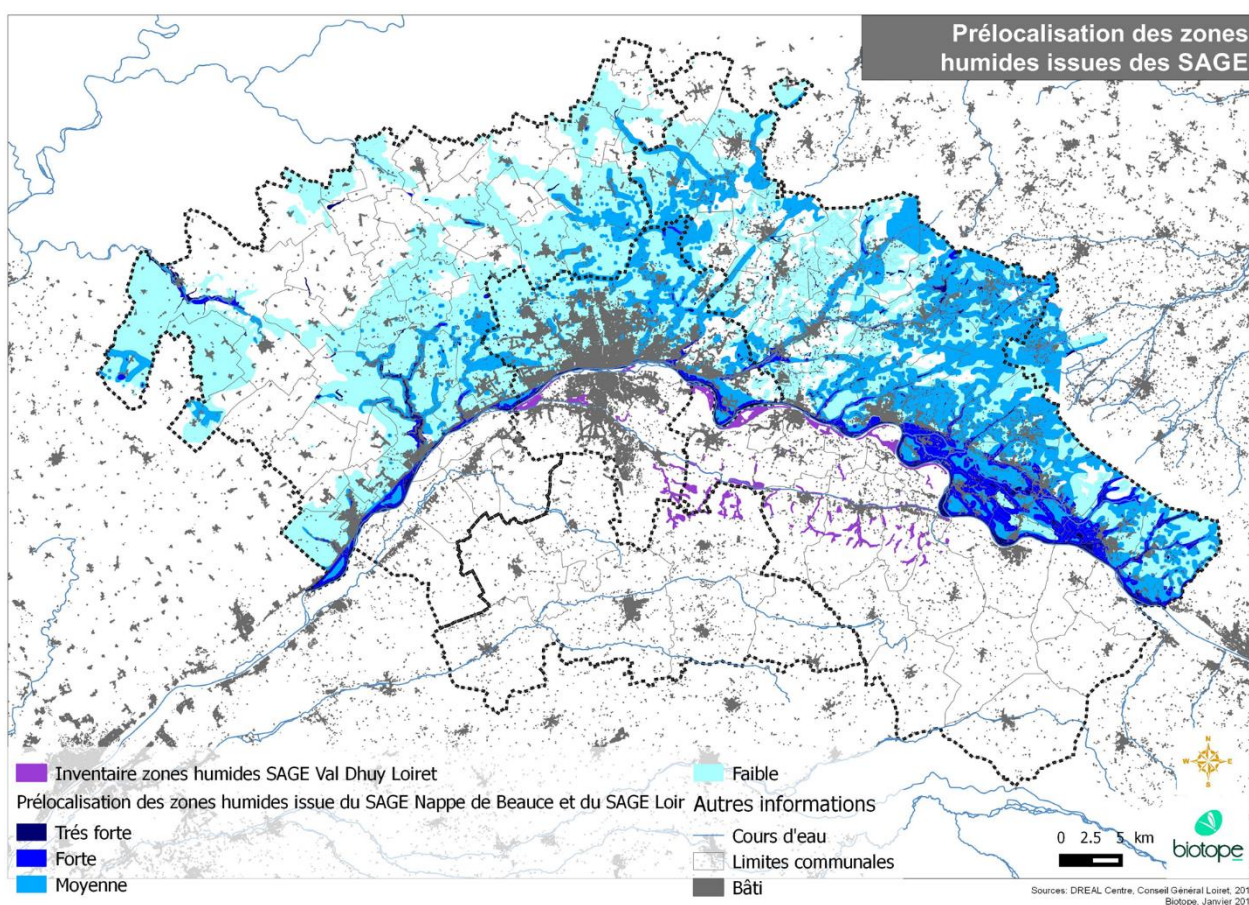 Prélocalisation des zones
humides issues des SAGE
Inventaire zones humides SAGE Val Dhuy Loiret
Prélocalisation des zones humides issue du SAGE Nappe de Beauce et du SAGE Loir
Trés forte
Forte
Moyenne
Faible
Autres informations
Cours d'eau
Limites communales
Bâti
N
W E
S
0 2.5 5 km
biotope
Sources: DREAL Centre, Conseil Général Loiret, 201
Biotope, Janvier 201